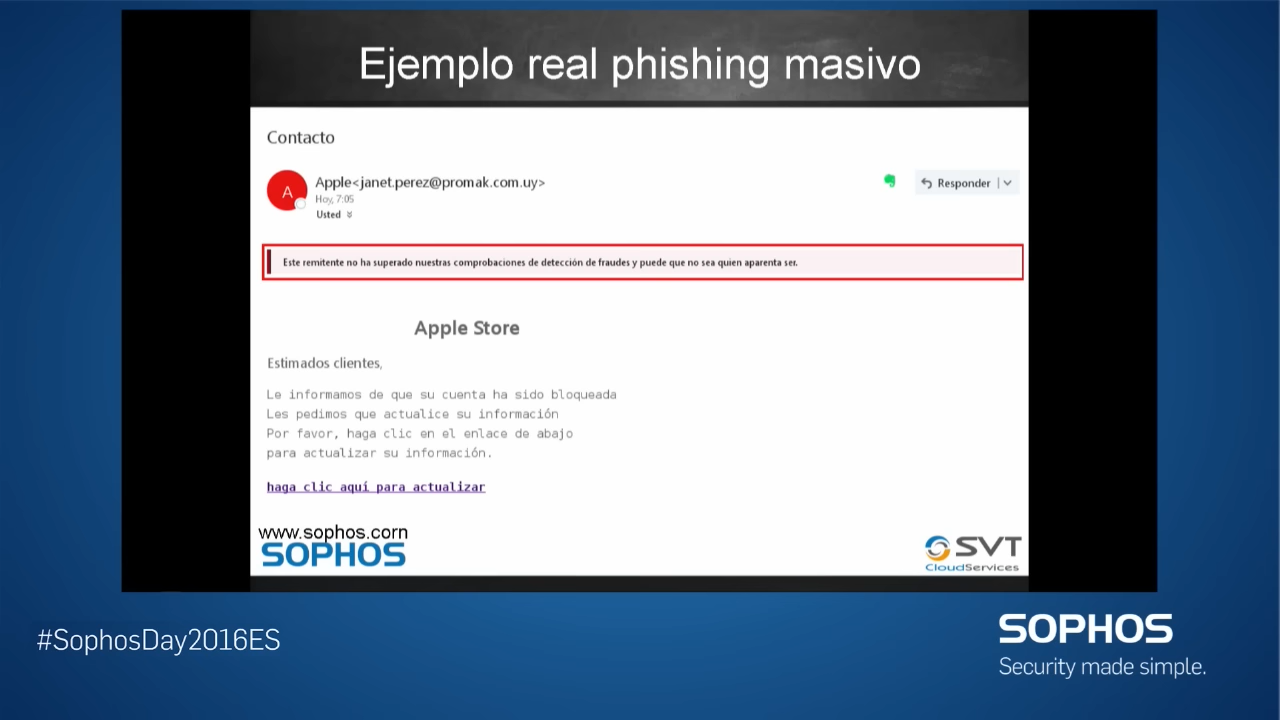 Ejemplo real phishing masivo
Contacto
A
Apple<janet.perez@promak.com.uy>
Hoy, 7:05
Usted
Responder
Este remitente no ha superado nuestras comprobaciones de detección de fraudes y puede que no sea quien aparenta ser.
Apple Store
Estimados clientes,
Le informamos de que su cuenta ha sido bloqueada
Les pedimos que actualice su información
Por favor, haga clic en el enlace de abajo
para actualizar su información.
haga clic aquí para actualizar
www.sophos.corn
SOPHOS
SVT
CloudServices
#SophosDay2016ES
SOPHOS
Security made simple.